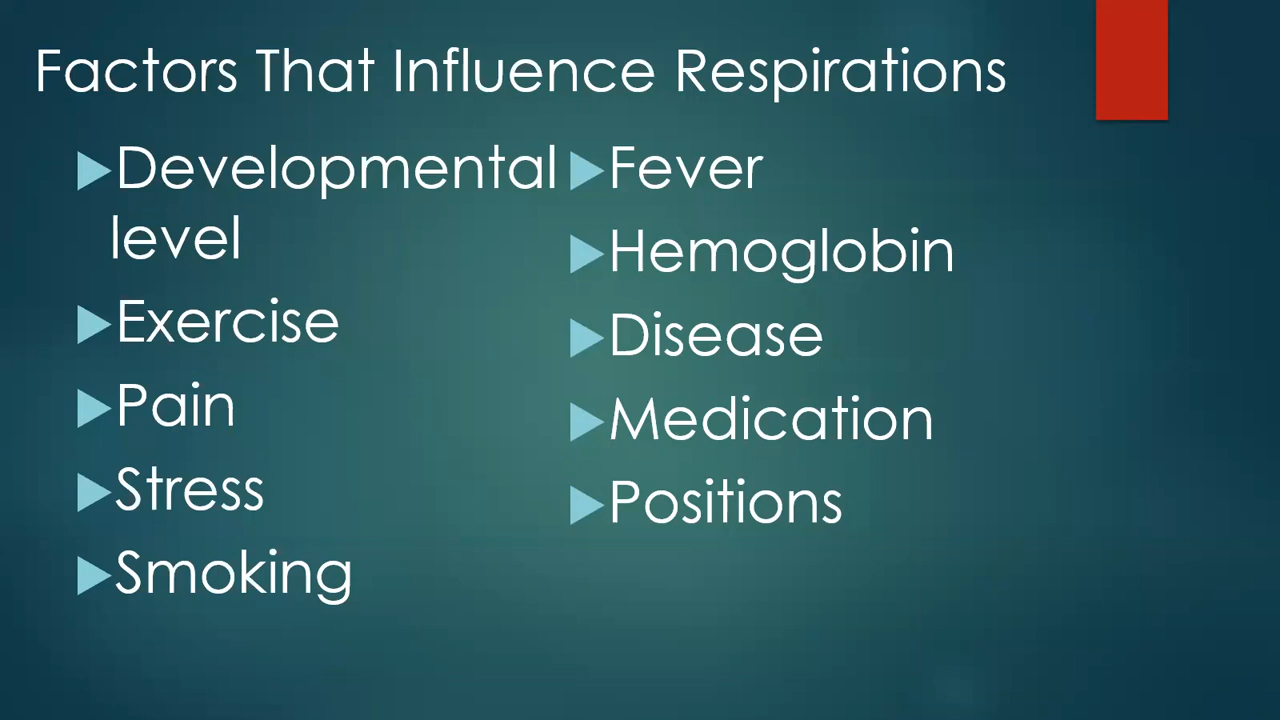 Factors That Influence Respirations
Developmental
level
Exercise
Pain
Stress
Smoking
Fever
Hemoglobin
Disease
Medication
Positions